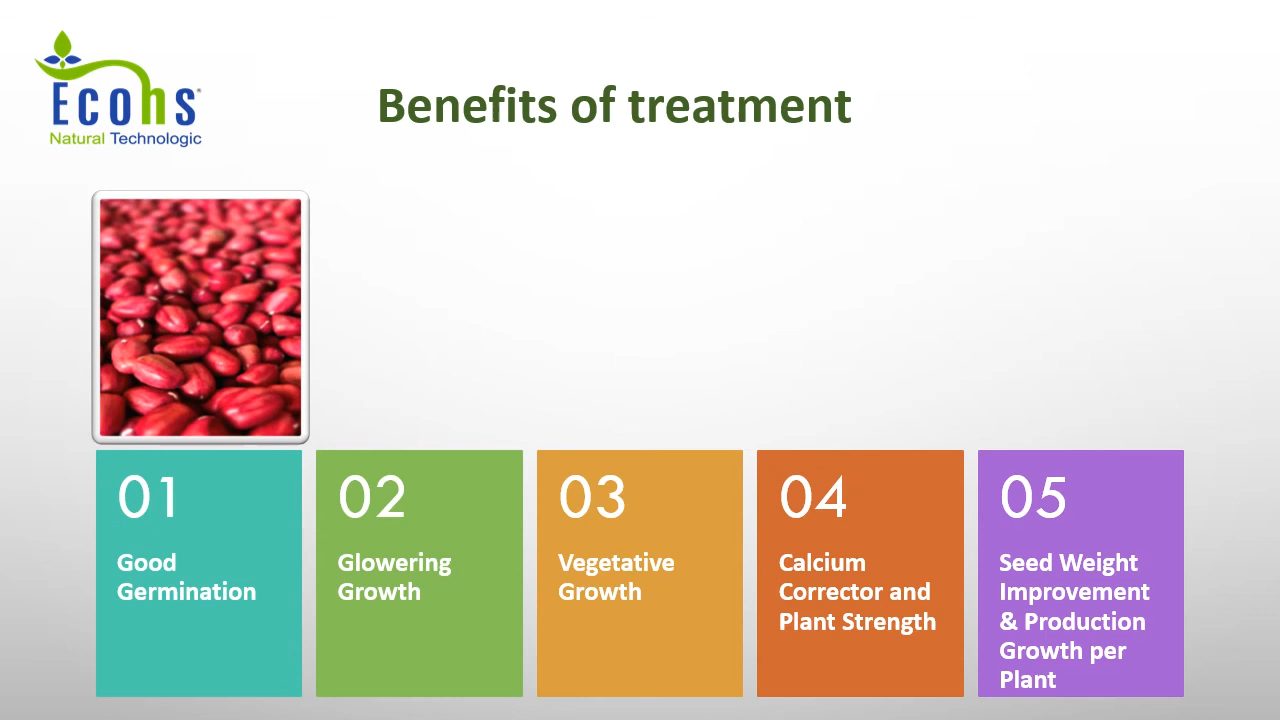 Ecohs
Natural Technologic
Benefits of treatment
01
Good
Germination
02
Glowering
Growth
03
Vegetative
Growth
04
Calcium
Corrector and
Plant Strength
05
Seed Weight
Improvement
& Production
Growth per
Plant